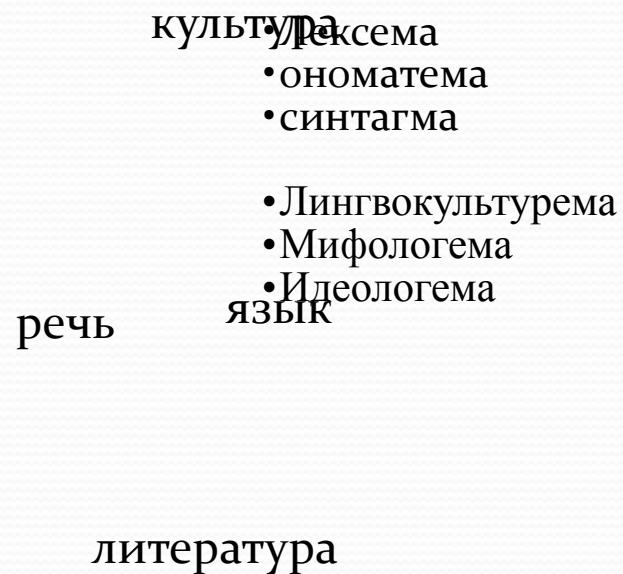 культура
•Лексема
•ономатема
•синтагма
•Лингвокультурема
•Мифологема
•Идеологема
язык
речь
литература